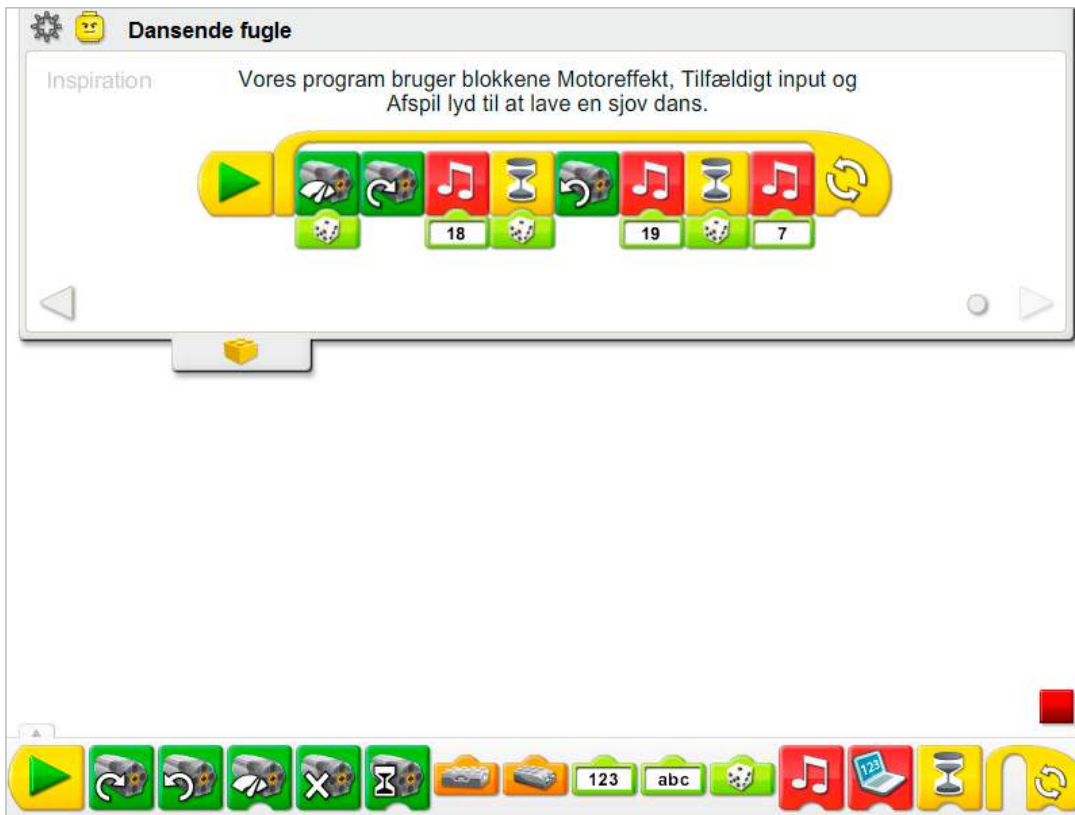 Dansende fugle
Inspiration
Vores program bruger blokkene Motoreffekt, Tilfældigt input og
Afspil lyd til at lave en sjov dans.
18 19 7
123 abc 123